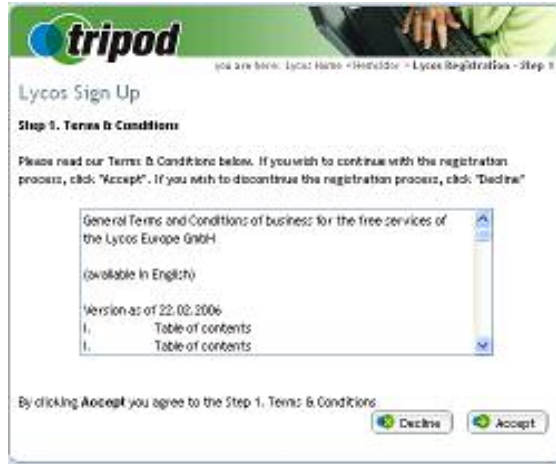 tripod
you are here: Lycos Home > > Lycos Registration - Step 1
Lycos Sign Up
Step 1. Terms & Conditions
Please read our Terms & Conditions below. If you wish to continue with the registration
process, click "Accept". If you wish to discontinue the registration process, click "Decline"
General Terms and Conditions of business for the free services of
the Lycos Europe GmbH
(available in English)
Version as of 22.02.2006
I. Table of contents
I. Table of contents
By clicking Accept you agree to the Step 1. Terms & Conditions
Decline
Accept